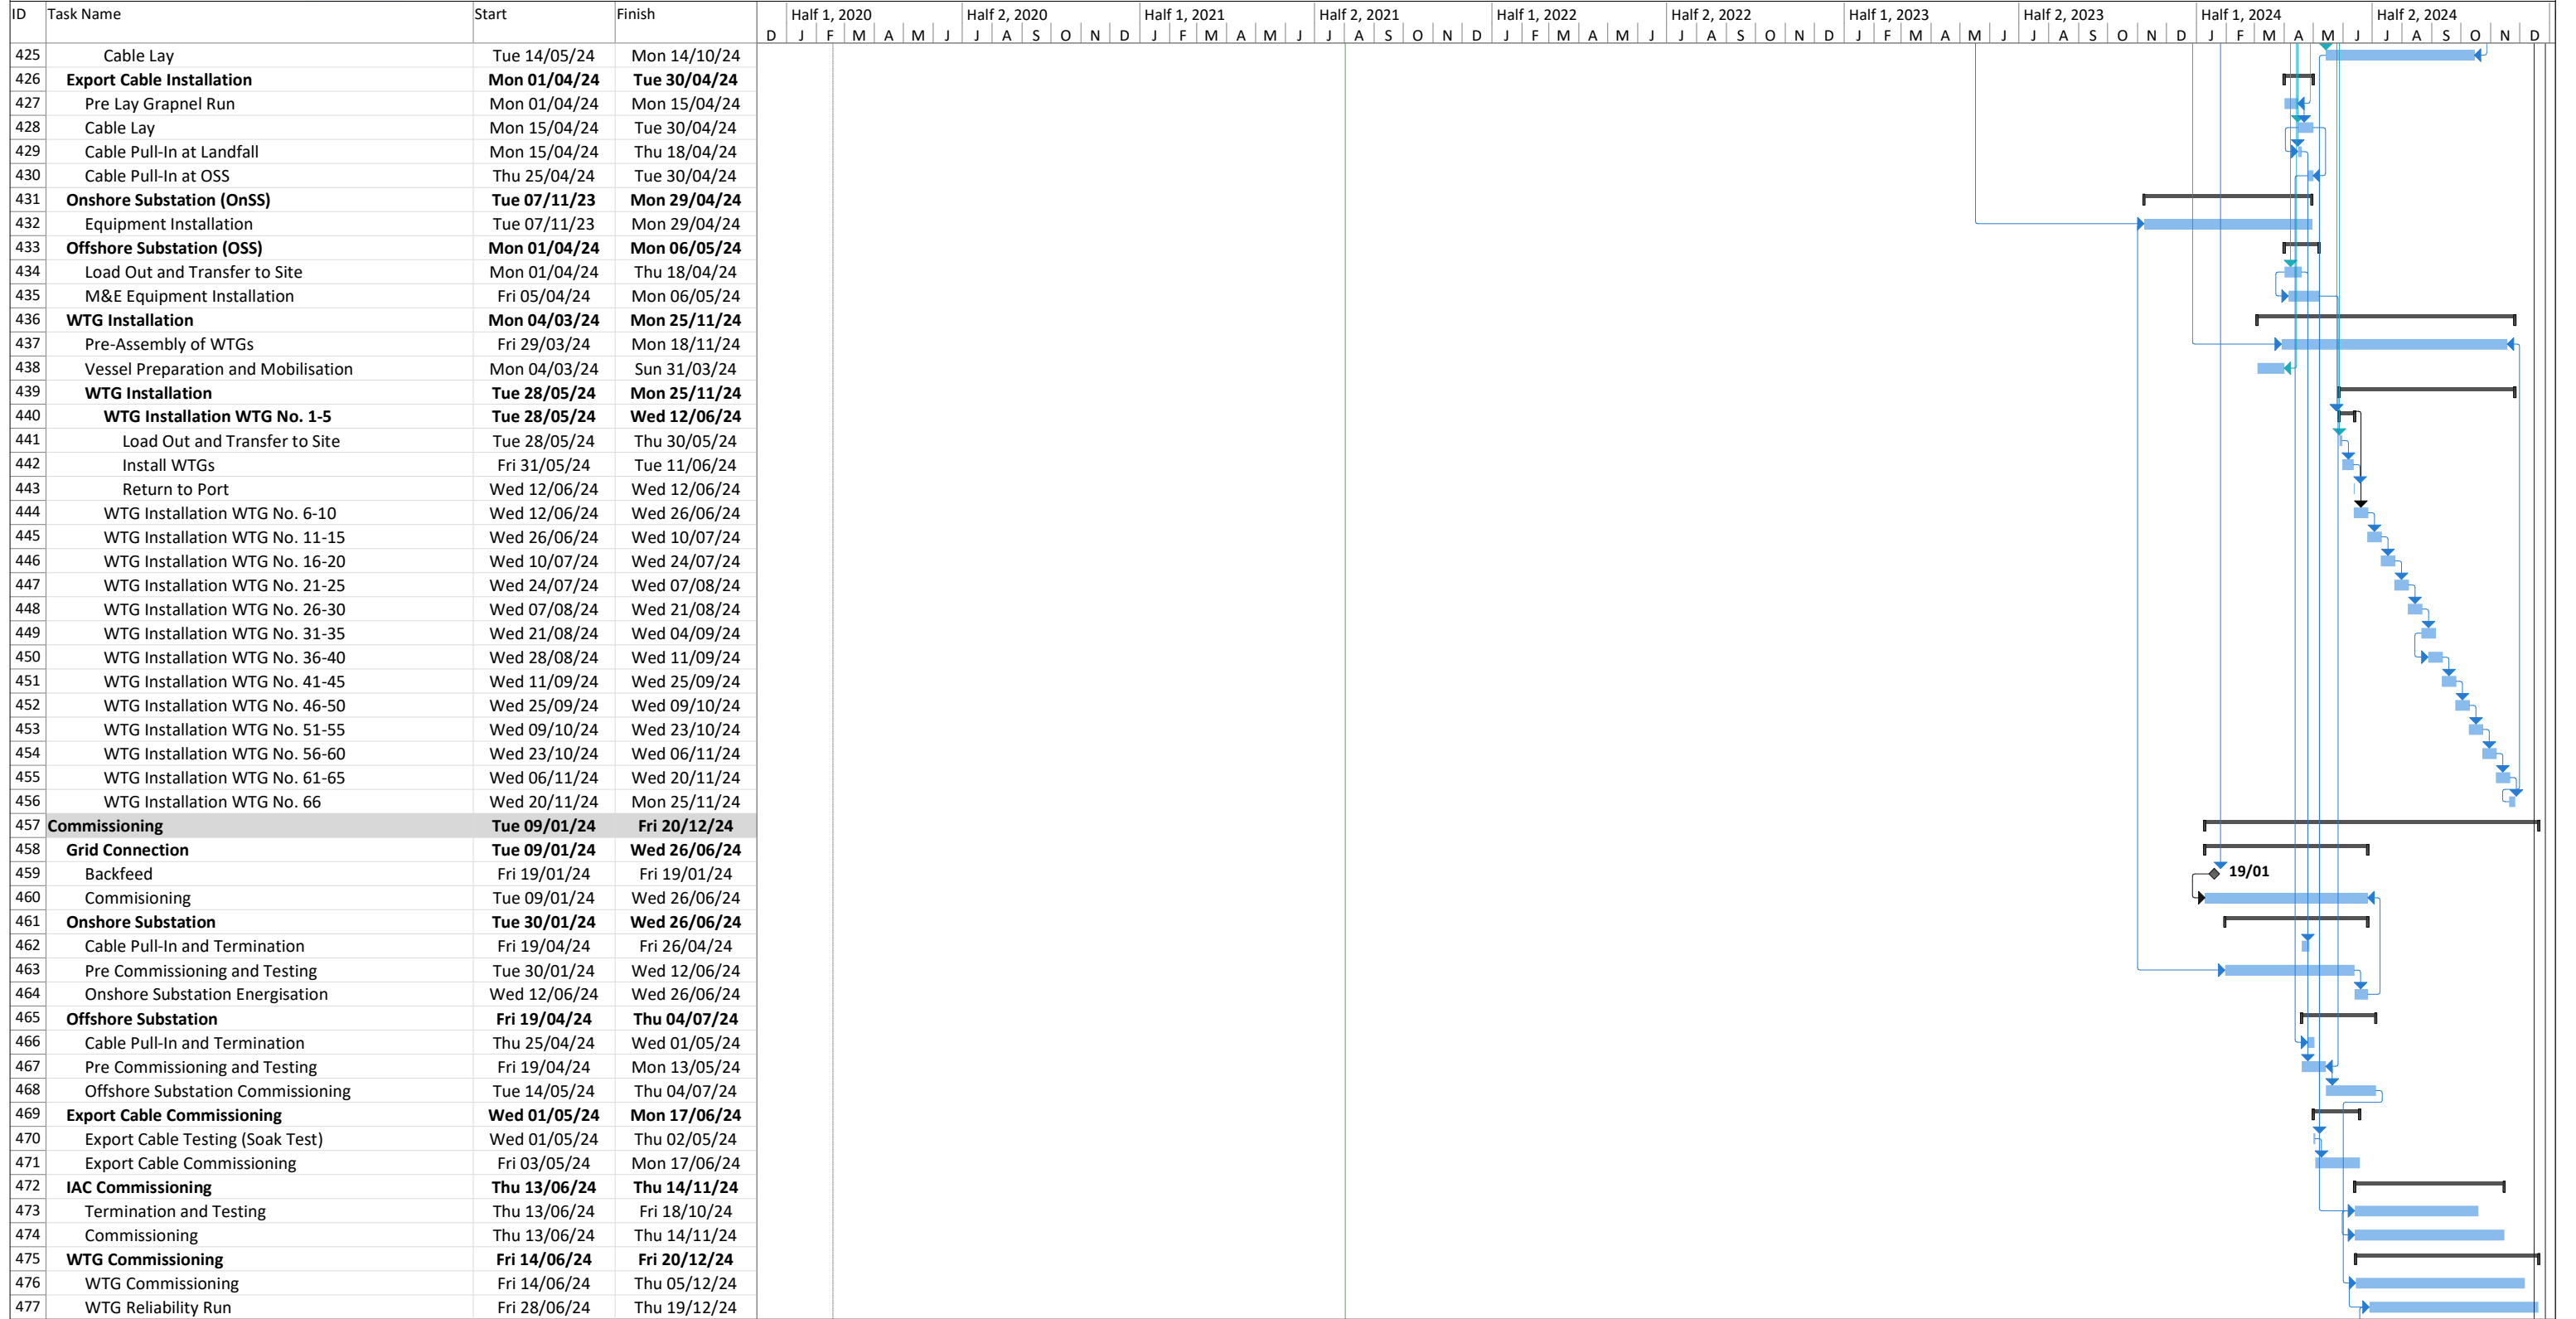 ID Task Name Start Finish Half 1, 2020 Half 2, 2020 Half 1, 2021 Half 2, 2021 Half 1, 2022 Half 2, 2022 Half 1, 2023 Half 2, 2023 Half 1, 2024 Half 2, 2024
D J F M A M J J A S O N D J F M A M J J A S O N D J F M A M J J A S O N D J F M A M J J A S O N D J F M A M J J A S O N D
425 Cable Lay Tue 14/05/24 Mon 14/10/24
426 Export Cable Installation Mon 01/04/24 Tue 30/04/24
427 Pre Lay Grapnel Run Mon 01/04/24 Mon 15/04/24
428 Cable Lay Mon 15/04/24 Tue 30/04/24
429 Cable Pull-In at Landfall Mon 15/04/24 Thu 18/04/24
430 Cable Pull-In at OSS Thu 25/04/24 Tue 30/04/24
431 Onshore Substation (OnSS) Tue 07/11/23 Mon 29/04/24
432 Equipment Installation Tue 07/11/23 Mon 29/04/24
433 Offshore Substation (OSS) Mon 01/04/24 Mon 06/05/24
434 Load Out and Transfer to Site Mon 01/04/24 Thu 18/04/24
435 M&E Equipment Installation Fri 05/04/24 Mon 06/05/24
436 WTG Installation Mon 04/03/24 Mon 25/11/24
437 Pre-Assembly of WTGs Fri 29/03/24 Mon 18/11/24
438 Vessel Preparation and Mobilisation Mon 04/03/24 Sun 31/03/24
439 WTG Installation Tue 28/05/24 Mon 25/11/24
440 WTG Installation WTG No. 1-5 Tue 28/05/24 Wed 12/06/24
441 Load Out and Transfer to Site Tue 28/05/24 Thu 30/05/24
442 Install WTGs Fri 31/05/24 Tue 11/06/24
443 Return to Port Wed 12/06/24 Wed 12/06/24
444 WTG Installation WTG No. 6-10 Wed 12/06/24 Wed 26/06/24
445 WTG Installation WTG No. 11-15 Wed 26/06/24 Wed 10/07/24
446 WTG Installation WTG No. 16-20 Wed 10/07/24 Wed 24/07/24
447 WTG Installation WTG No. 21-25 Wed 24/07/24 Wed 07/08/24
448 WTG Installation WTG No. 26-30 Wed 07/08/24 Wed 21/08/24
449 WTG Installation WTG No. 31-35 Wed 21/08/24 Wed 04/09/24
450 WTG Installation WTG No. 36-40 Wed 28/08/24 Wed 11/09/24
451 WTG Installation WTG No. 41-45 Wed 11/09/24 Wed 25/09/24
452 WTG Installation WTG No. 46-50 Wed 25/09/24 Wed 09/10/24
453 WTG Installation WTG No. 51-55 Wed 09/10/24 Wed 23/10/24
454 WTG Installation WTG No. 56-60 Wed 23/10/24 Wed 06/11/24
455 WTG Installation WTG No. 61-65 Wed 06/11/24 Wed 20/11/24
456 WTG Installation WTG No. 66 Wed 20/11/24 Mon 25/11/24
457 Commissioning Tue 09/01/24 Fri 20/12/24
458 Grid Connection Tue 09/01/24 Wed 26/06/24
459 Backfeed Fri 19/01/24 Fri 19/01/24 19/01
460 Commisioning Tue 09/01/24 Wed 26/06/24
461 Onshore Substation Tue 30/01/24 Wed 26/06/24
462 Cable Pull-In and Termination Fri 19/04/24 Fri 26/04/24
463 Pre Commissioning and Testing Tue 30/01/24 Wed 12/06/24
464 Onshore Substation Energisation Wed 12/06/24 Wed 26/06/24
465 Offshore Substation Fri 19/04/24 Thu 04/07/24
466 Cable Pull-In and Termination Thu 25/04/24 Wed 01/05/24
467 Pre Commissioning and Testing Fri 19/04/24 Mon 13/05/24
468 Offshore Substation Commissioning Tue 14/05/24 Thu 04/07/24
469 Export Cable Commissioning Wed 01/05/24 Mon 17/06/24
470 Export Cable Testing (Soak Test) Wed 01/05/24 Thu 02/05/24
471 Export Cable Commissioning Fri 03/05/24 Mon 17/06/24
472 IAC Commissioning Thu 13/06/24 Thu 14/11/24
473 Termination and Testing Thu 13/06/24 Fri 18/10/24
474 Commissioning Thu 13/06/24 Thu 14/11/24
475 WTG Commissioning Fri 14/06/24 Fri 20/12/24
476 WTG Commissioning Fri 14/06/24 Thu 05/12/24
477 WTG Reliability Run Fri 28/06/24 Thu 19/12/24